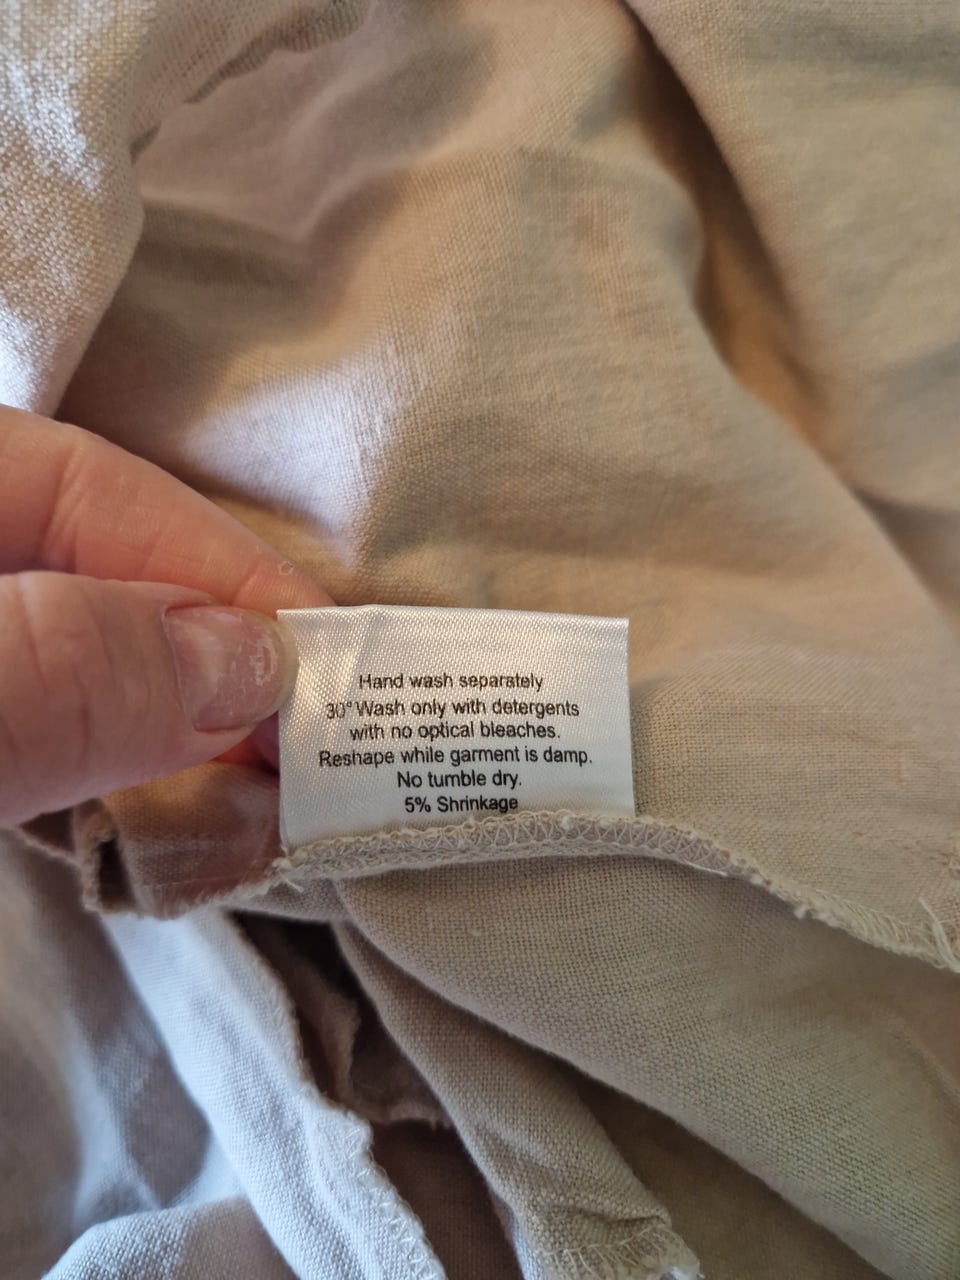 Hand wash separately
30° Wash only with detergents
with no optical bleaches.
Reshape while garment is damp.
No tumble dry.
5% Shrinkage